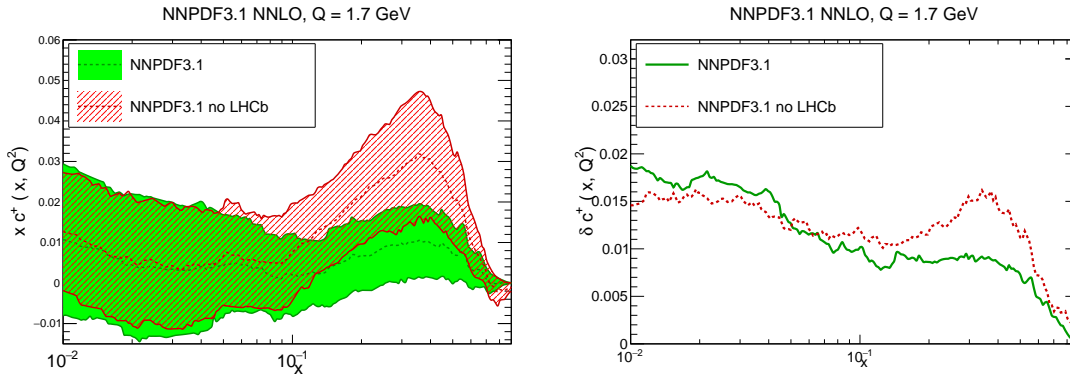 NNPDF3.1 NNLO, Q = 1.7 GeV
0.06
0.05
0.04
0.03
0.02
0.01
0
−0.01
x c⁺ ( x, Q²)
NNPDF3.1
NNPDF3.1 no LHCb
10⁻²
10⁻¹
x
NNPDF3.1 NNLO, Q = 1.7 GeV
0.03
0.025
0.02
0.015
0.01
0.005
0
δ c⁺ ( x, Q²)
NNPDF3.1
NNPDF3.1 no LHCb
10⁻²
10⁻¹
x